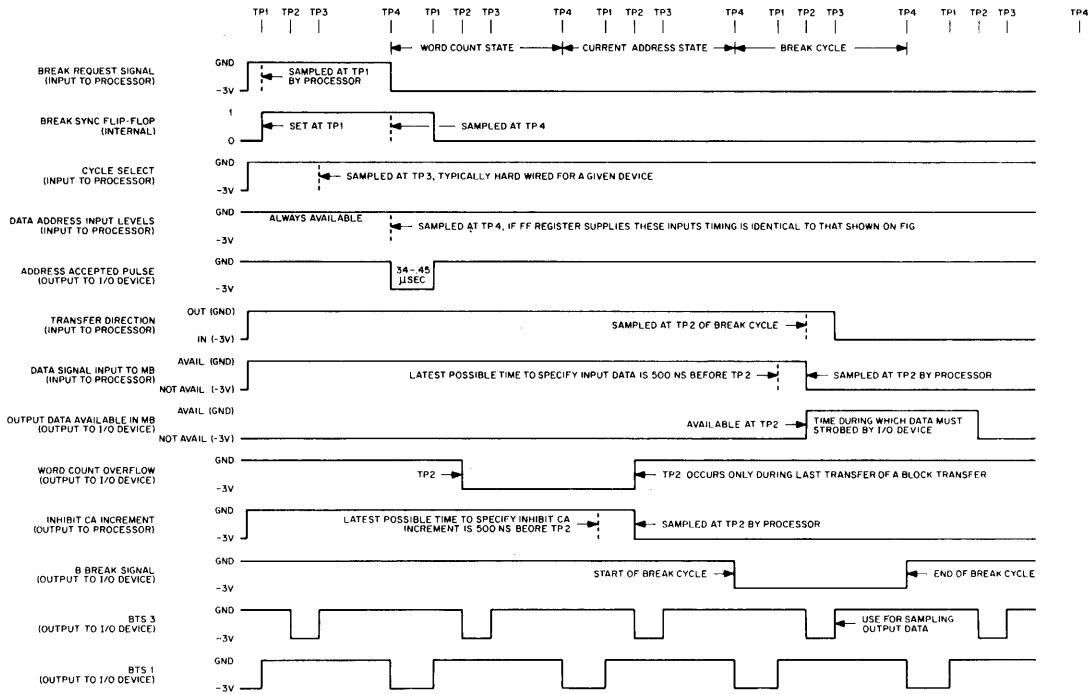 TP1 TP2 TP3 TP4 TP1 TP2 TP3 TP4 TP1 TP2 TP3 TP4 TP1 TP2 TP3 TP4 TP1 TP2 TP3 TP4
WORD COUNT STATE CURRENT ADDRESS STATE BREAK CYCLE
BREAK REQUEST SIGNAL
(INPUT TO PROCESSOR)
GND
-3V
SAMPLED AT TP1
BY PROCESSOR
BREAK SYNC FLIP-FLOP
(INTERNAL)
1
0
SET AT TP1
SAMPLED AT TP4
CYCLE SELECT
(INPUT TO PROCESSOR)
GND
-3V
SAMPLED AT TP3, TYPICALLY HARD WIRED FOR A GIVEN DEVICE
DATA ADDRESS INPUT LEVELS
(INPUT TO PROCESSOR)
GND
-3V
ALWAYS AVAILABLE
SAMPLED AT TP4, IF FF REGISTER SUPPLIES THESE INPUTS TIMING IS IDENTICAL TO THAT SHOWN ON FIG
ADDRESS ACCEPTED PULSE
(OUTPUT TO I/O DEVICE)
GND
-3V
.34-.45
μSEC
TRANSFER DIRECTION
(INPUT TO PROCESSOR)
OUT (GND)
IN (-3V)
SAMPLED AT TP2 OF BREAK CYCLE
DATA SIGNAL INPUT TO MB
(INPUT TO PROCESSOR)
AVAIL. (GND)
NOT AVAIL. (-3V)
LATEST POSSIBLE TIME TO SPECIFY INPUT DATA IS 500 NS BEFORE TP2
SAMPLED AT TP2 BY PROCESSOR
OUTPUT DATA AVAILABLE IN MB
(OUTPUT TO I/O DEVICE)
AVAIL (GND)
NOT AVAIL (-3V)
AVAILABLE AT TP2
TIME DURING WHICH DATA MUST
STROBED BY I/O DEVICE
WORD COUNT OVERFLOW
(OUTPUT TO I/O DEVICE)
GND
-3V
TP2
TP2 OCCURS ONLY DURING LAST TRANSFER OF A BLOCK TRANSFER
INHIBIT CA INCREMENT
(OUTPUT TO PROCESSOR)
GND
-3V
LATEST POSSIBLE TIME TO SPECIFY INHIBIT CA
INCREMENT IS 500 NS BEORE TP2
SAMPLED AT TP2 BY PROCESSOR
B BREAK SIGNAL
(OUTPUT TO I/O DEVICE)
GND
-3V
START OF BREAK CYCLE
END OF BREAK CYCLE
BTS 3
(OUTPUT TO I/O DEVICE)
GND
-3V
USE FOR SAMPLING
OUTPUT DATA
BTS 1
(OUTPUT TO I/O DEVICE)
GND
-3V